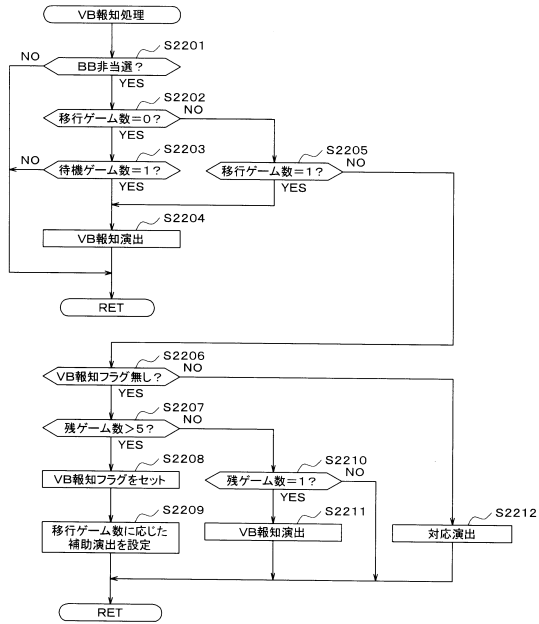 VB報知処理
S2201
NO
BB非当選?
YES
S2202
NO
移行ゲーム数=0?
YES
S2203
NO
待機ゲーム数=1?
YES
S2205
NO
移行ゲーム数=1?
YES
S2204
VB報知演出
RET
S2206
NO
VB報知フラグ無し?
YES
S2207
NO
残ゲーム数>5?
YES
S2208
VB報知フラグをセット
S2210
NO
残ゲーム数=1?
YES
S2209
移行ゲーム数に応じた
補助演出を設定
S2211
VB報知演出
S2212
対応演出
RET